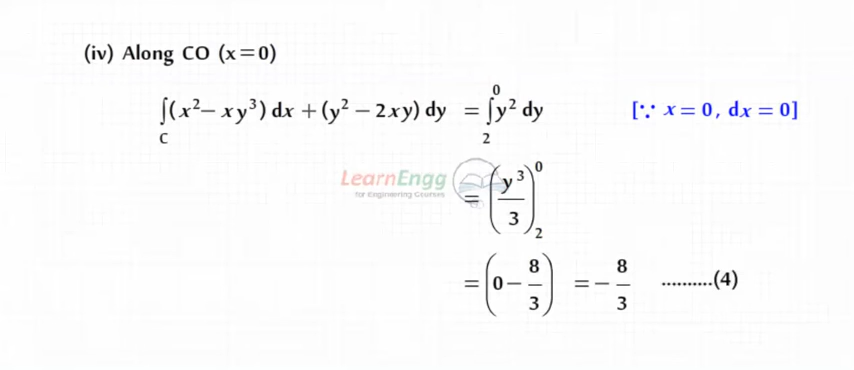 (iv) Along CO (x=0)
∫_C (x² – xy³) dx + (y² – 2xy) dy = ∫_2^0 y² dy [∵ x = 0, dx = 0]
LearnEngg
for Engineering Courses
= (y³/3)_2^0
= (0 – 8/3) = – 8/3 ..........(4)